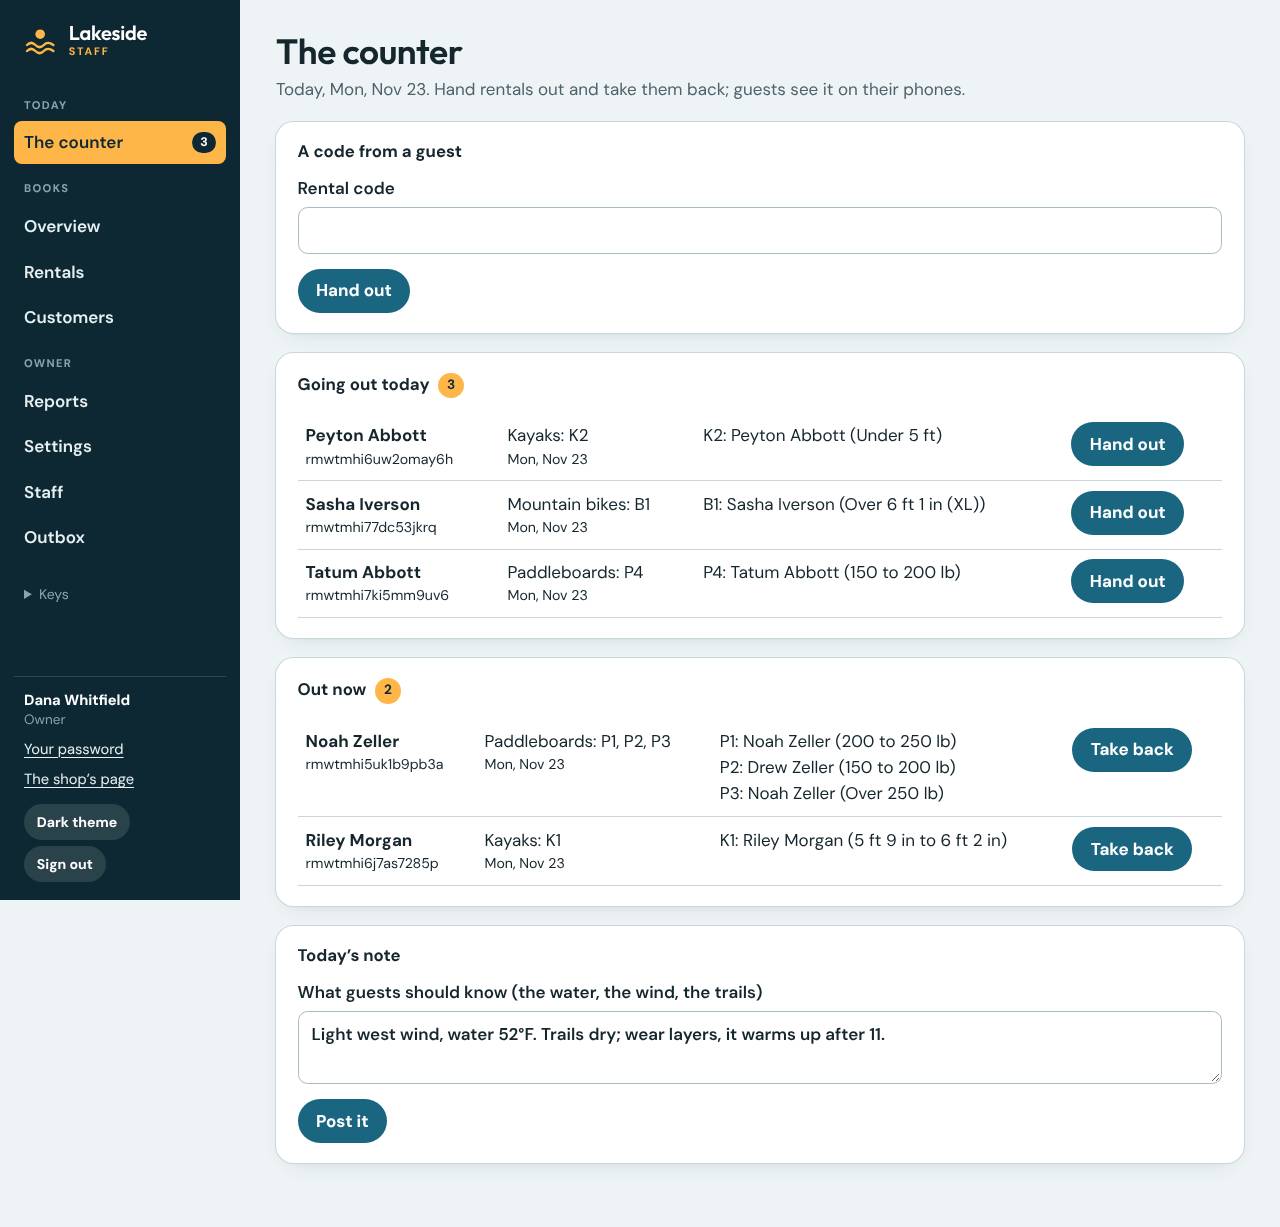 Lakeside
STAFF
TODAY
The counter 3
BOOKS
Overview
Rentals
Customers
OWNER
Reports
Settings
Staff
Outbox
Keys
Dana Whitfield
Owner
Your password
The shop’s page
Dark theme
Sign out
The counter
Today, Mon, Nov 23. Hand rentals out and take them back; guests see it on their phones.
A code from a guest
Rental code
Hand out
Going out today 3
Peyton Abbott Kayaks: K2 K2: Peyton Abbott (Under 5 ft) Hand out
rmwtmhi6uw2omay6h Mon, Nov 23
Sasha Iverson Mountain bikes: B1 B1: Sasha Iverson (Over 6 ft 1 in (XL)) Hand out
rmwtmhi77dc53jkrq Mon, Nov 23
Tatum Abbott Paddleboards: P4 P4: Tatum Abbott (150 to 200 lb) Hand out
rmwtmhi7ki5mm9uv6 Mon, Nov 23
Out now 2
Noah Zeller Paddleboards: P1, P2, P3 P1: Noah Zeller (200 to 250 lb) Take back
rmwtmhi5uk1b9pb3a Mon, Nov 23 P2: Drew Zeller (150 to 200 lb)
P3: Noah Zeller (Over 250 lb)
Riley Morgan Kayaks: K1 K1: Riley Morgan (5 ft 9 in to 6 ft 2 in) Take back
rmwtmhi6j7as7285p Mon, Nov 23
Today’s note
What guests should know (the water, the wind, the trails)
Light west wind, water 52°F. Trails dry; wear layers, it warms up after 11.
Post it